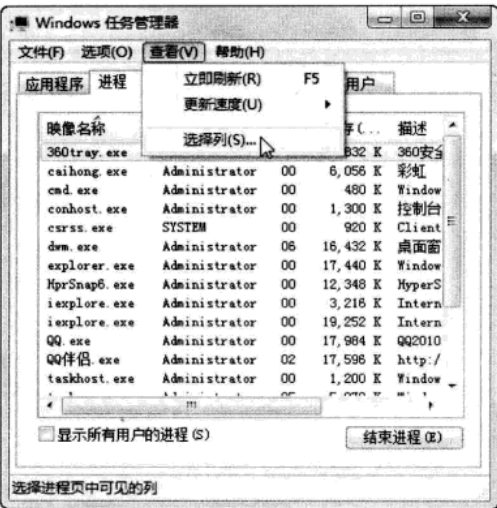 Windows 任务管理器
文件(F) 选项(O) 查看(V) 帮助(H)
应用程序 进程 用户
立即刷新(R) F5
更新速度(U)
选择列(S)...
映像名称 描述
360tray.exe 832 K 360安全
caihong.exe Administrator 00 6,056 K 彩虹
cmd.exe Administrator 00 480 K Window
conhost.exe Administrator 00 1,300 K 控制台
csrss.exe SYSTEM 00 920 K Client
dwm.exe Administrator 06 16,432 K 桌面窗
explorer.exe Administrator 00 17,440 K Window
HprSnap6.exe Administrator 00 12,348 K HyperS
iexplore.exe Administrator 00 3,216 K Intern
iexplore.exe Administrator 00 19,252 K Intern
QQ.exe Administrator 00 17,984 K QQ2010
QQ伴侣.exe Administrator 02 17,596 K http:/
taskhost.exe Administrator 00 1,200 K Window
显示所有用户的进程(S) 结束进程(E)
选择进程页中可见的列